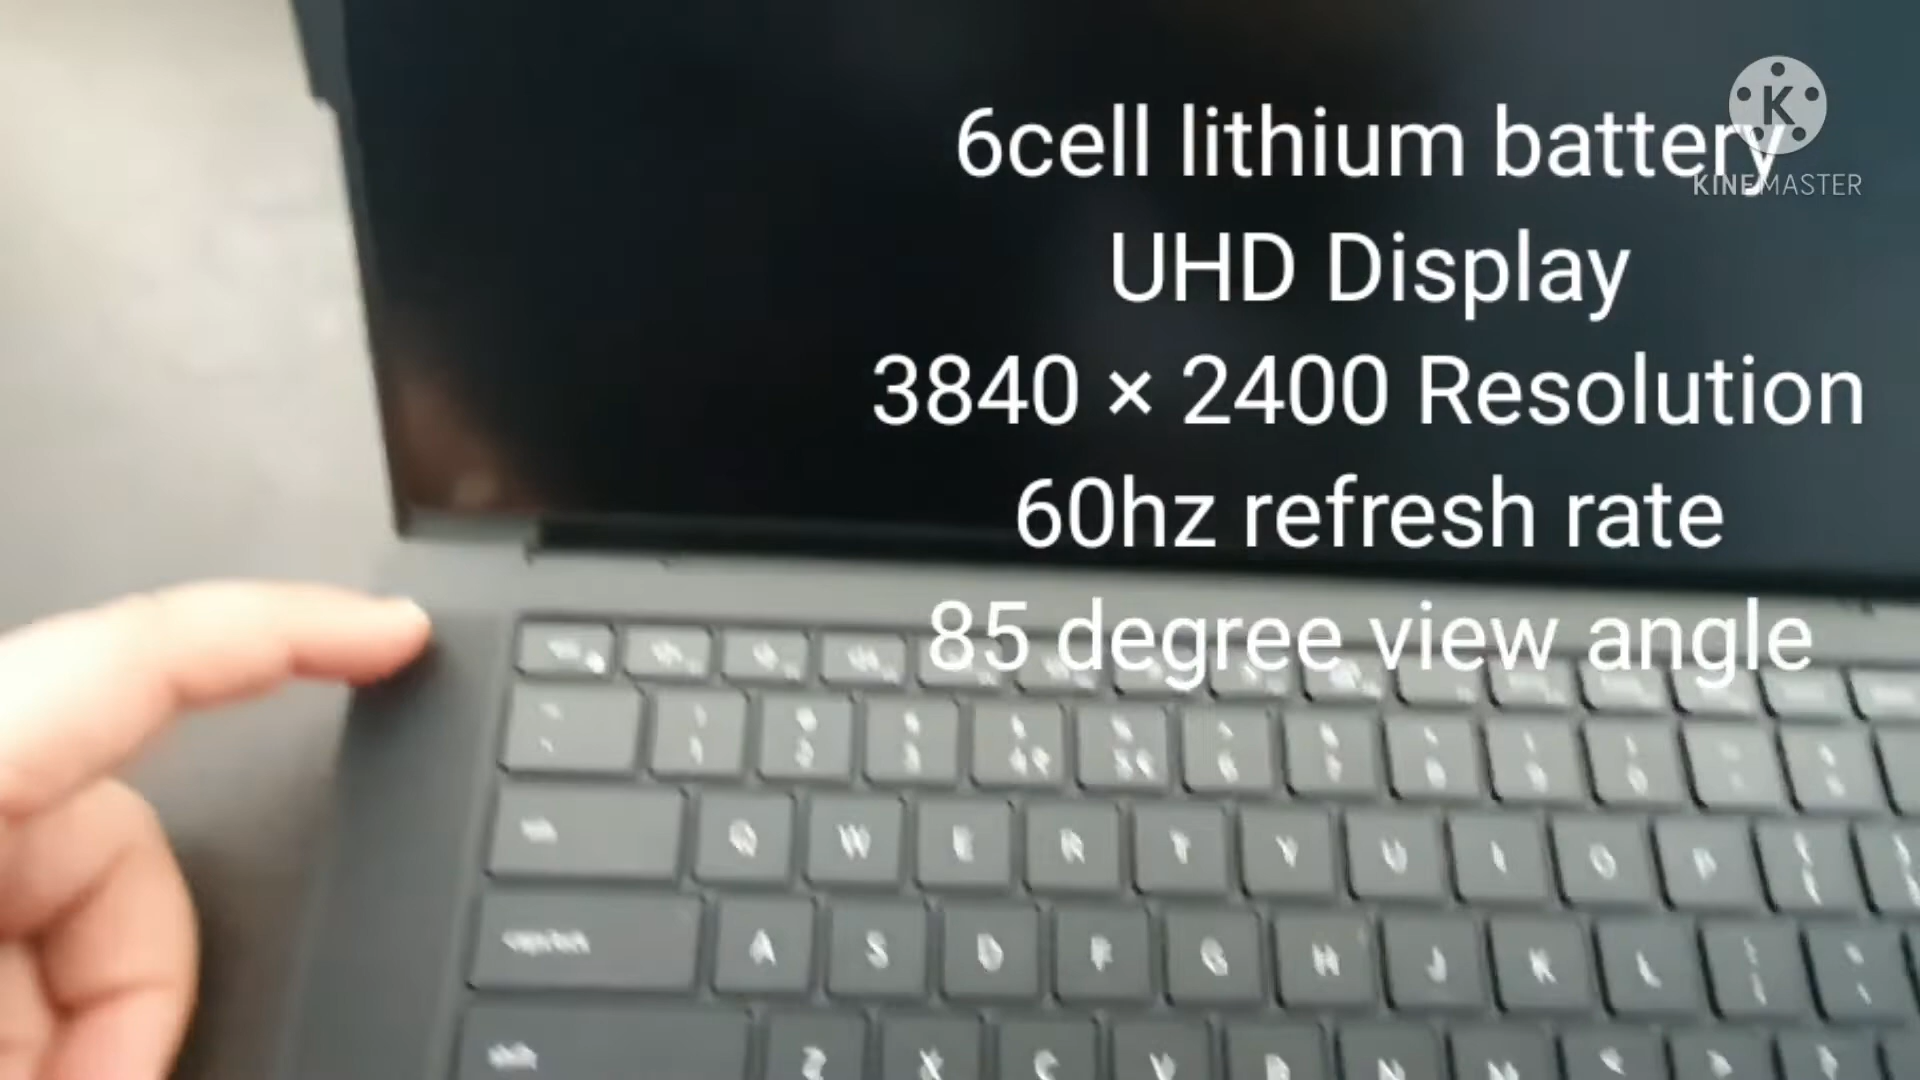 6cell lithium battery
KINEMASTER
UHD Display
3840 × 2400 Resolution
60hz refresh rate
85 degree view angle
Q W E R T Y U I O P
A S D F G H J K L
Z X C V B N M